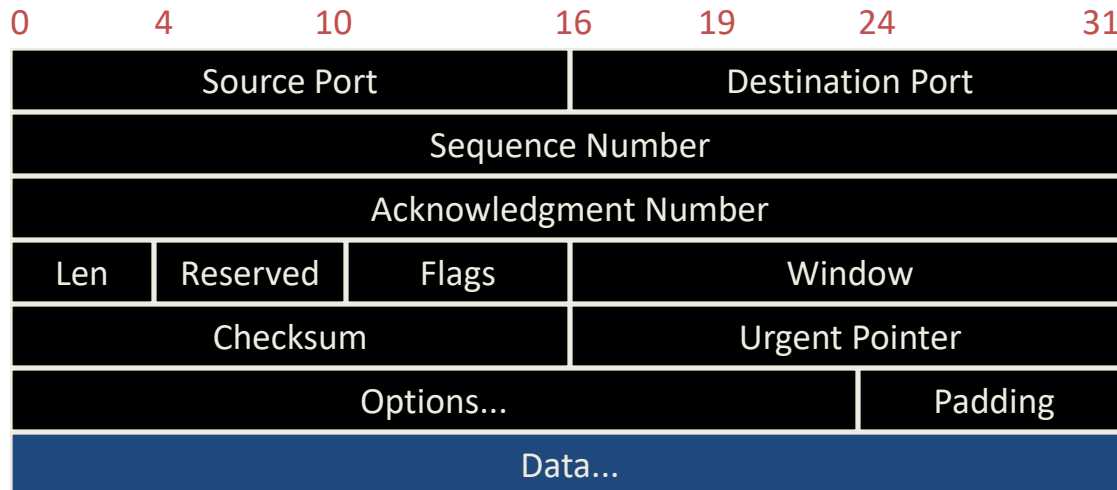 0 4 10 16 19 24 31
Source Port Destination Port
Sequence Number
Acknowledgment Number
Len Reserved Flags Window
Checksum Urgent Pointer
Options... Padding
Data...